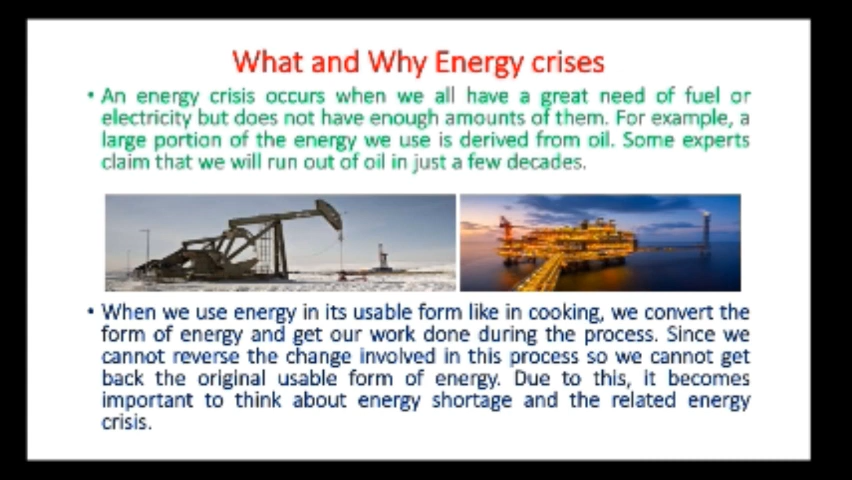 What and Why Energy crises
• An energy crisis occurs when we all have a great need of fuel or
electricity but does not have enough amounts of them. For example, a
large portion of the energy we use is derived from oil. Some experts
claim that we will run out of oil in just a few decades.
• When we use energy in its usable form like in cooking, we convert the
form of energy and get our work done during the process. Since we
cannot reverse the change involved in this process so we cannot get
back the original usable form of energy. Due to this, it becomes
important to think about energy shortage and the related energy
crisis.